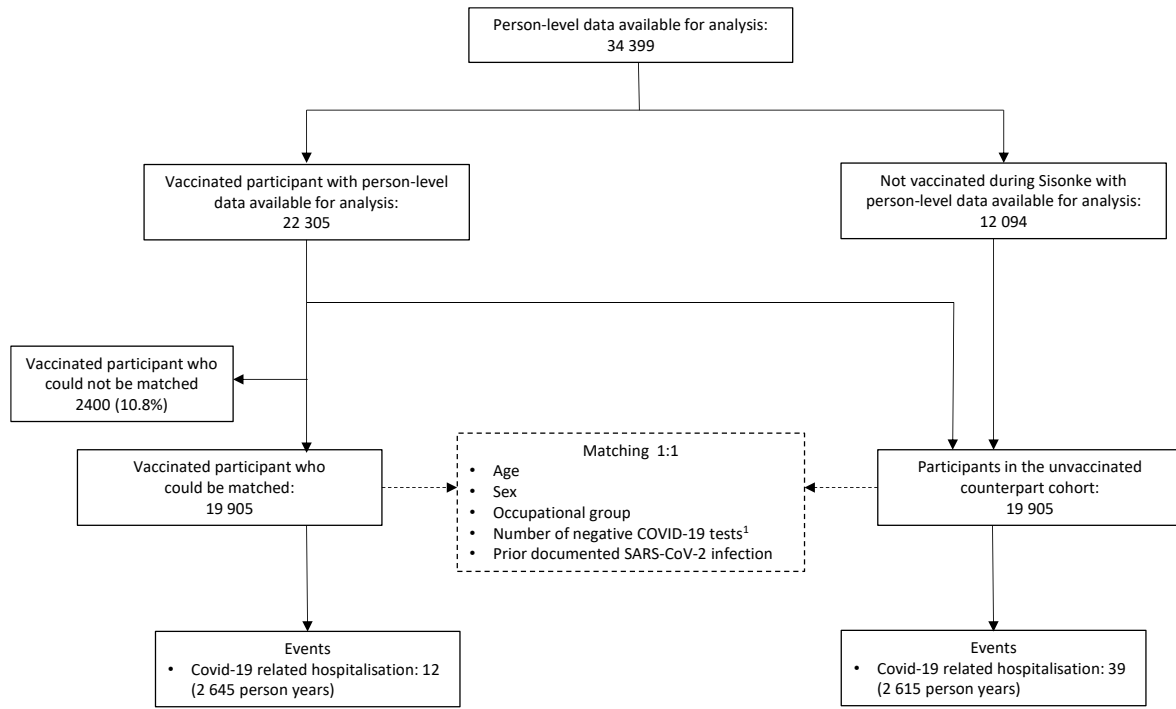 Person-level data available for analysis:
34 399
Vaccinated participant with person-level
data available for analysis:
22 305
Not vaccinated during Sisonke with
person-level data available for analysis:
12 094
Vaccinated participant who
could not be matched
2400 (10.8%)
Vaccinated participant who
could be matched:
19 905
Matching 1:1
• Age
• Sex
• Occupational group
• Number of negative COVID-19 tests¹
• Prior documented SARS-CoV-2 infection
Participants in the unvaccinated
counterpart cohort:
19 905
Events
• Covid-19 related hospitalisation: 12
(2 645 person years)
Events
• Covid-19 related hospitalisation: 39
(2 615 person years)